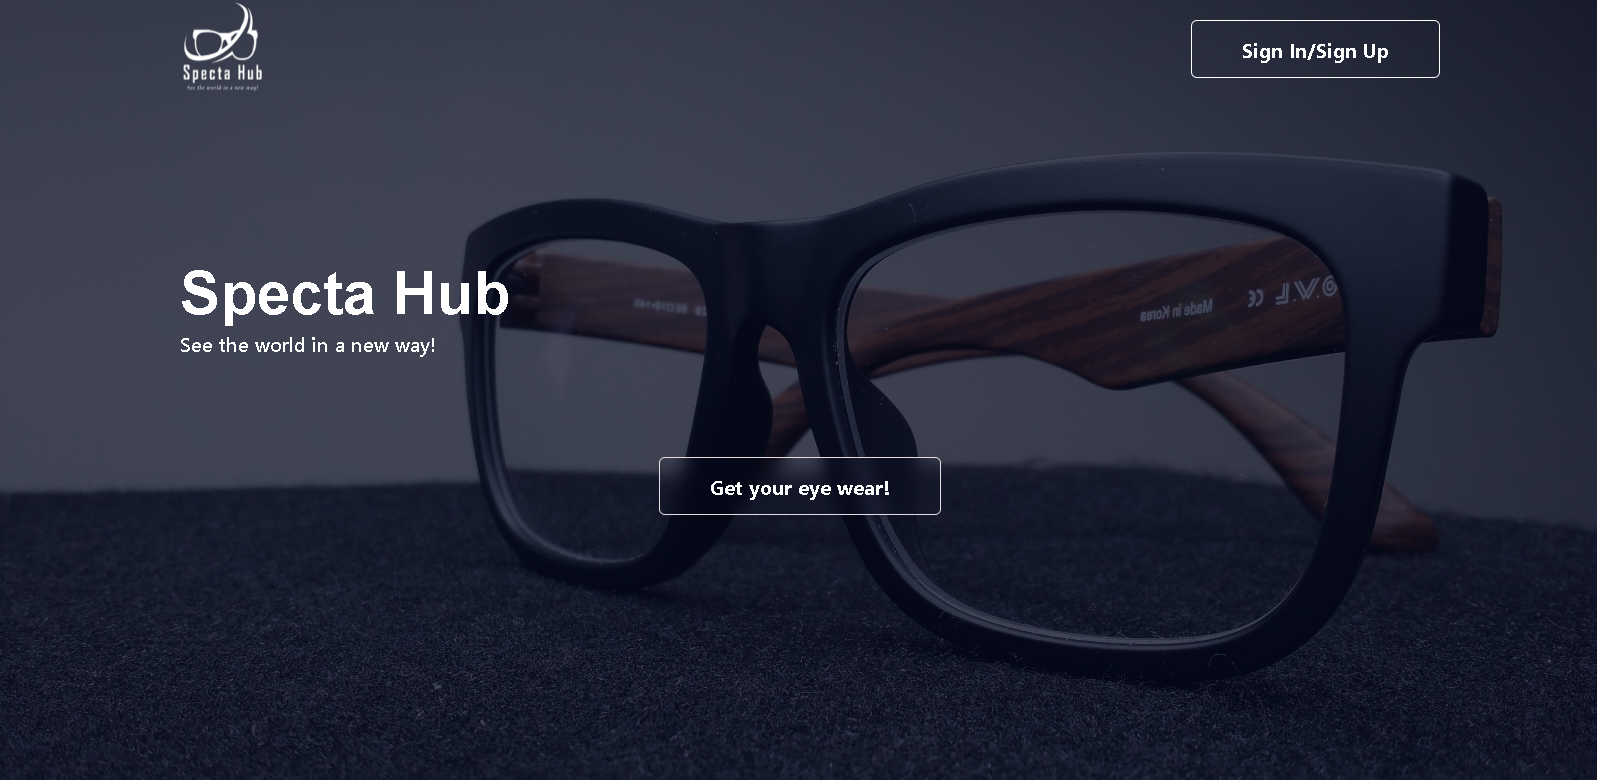 Specta Hub
See the world in a new way!
Sign In/Sign Up
Specta Hub
See the world in a new way!
Made in Korea
Get your eye wear!